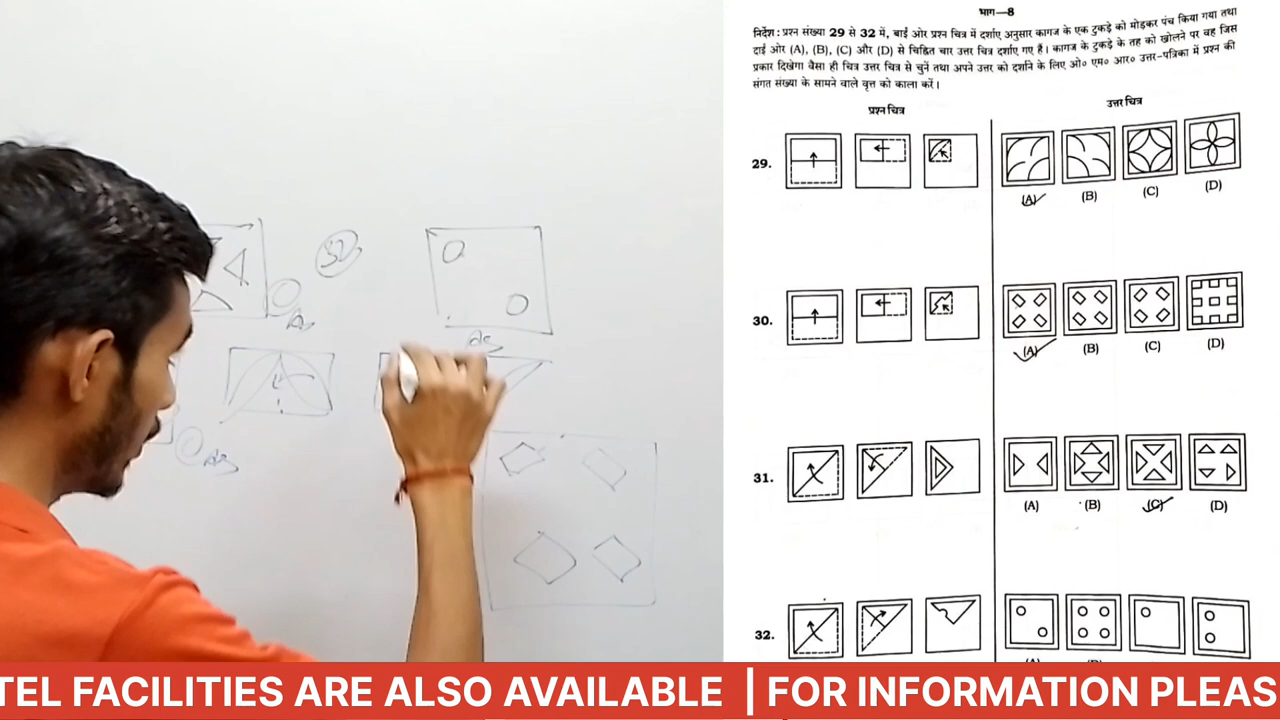 भाग—8
निर्देश : प्रश्न संख्या 29 से 32 में, बाईं ओर प्रश्न चित्र में दर्शाए अनुसार कागज के एक टुकड़े को मोड़कर पंच किया गया तथा
दाईं ओर (A), (B), (C) और (D) से चिह्नित चार उत्तर चित्र दर्शाए गए हैं। कागज के टुकड़े के तह को खोलने पर वह जिस
प्रकार दिखेगा वैसा ही चित्र उत्तर चित्र से चुनें तथा अपने उत्तर को दर्शाने के लिए ओ० एम० आर० उत्तर-पत्रिका में प्रश्न की
संगत संख्या के सामने वाले वृत्त को काला करें।
प्रश्न चित्र
उत्तर चित्र
29.
(A) (B) (C) (D)
30.
(A) (B) (C) (D)
31.
(A) (B) (C) (D)
32.
32
TEL FACILITIES ARE ALSO AVAILABLE | FOR INFORMATION PLEAS